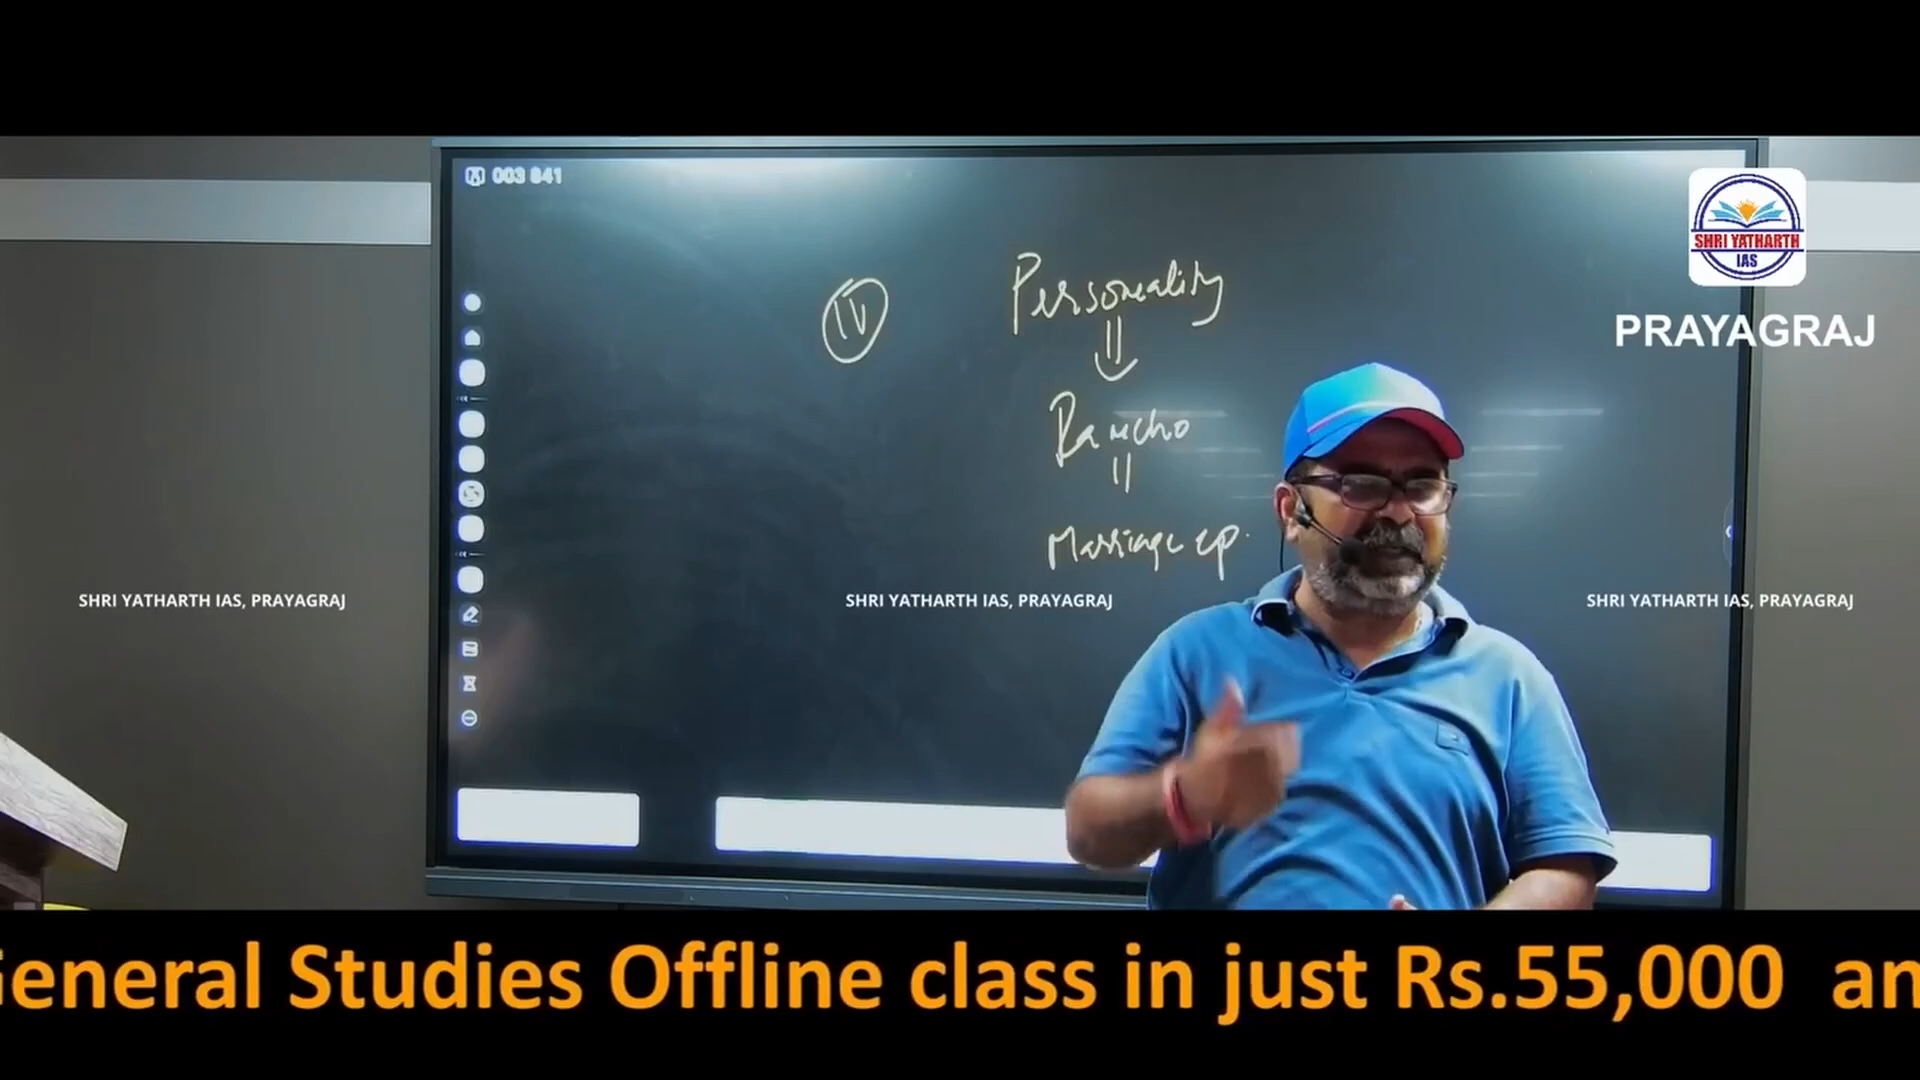 003 841
SHRI YATHARTH
IAS
PRAYAGRAJ
IV
Personality
Rancho
Marriage ep.
SHRI YATHARTH IAS, PRAYAGRAJ
SHRI YATHARTH IAS, PRAYAGRAJ
SHRI YATHARTH IAS, PRAYAGRAJ
General Studies Offline class in just Rs.55,000 an